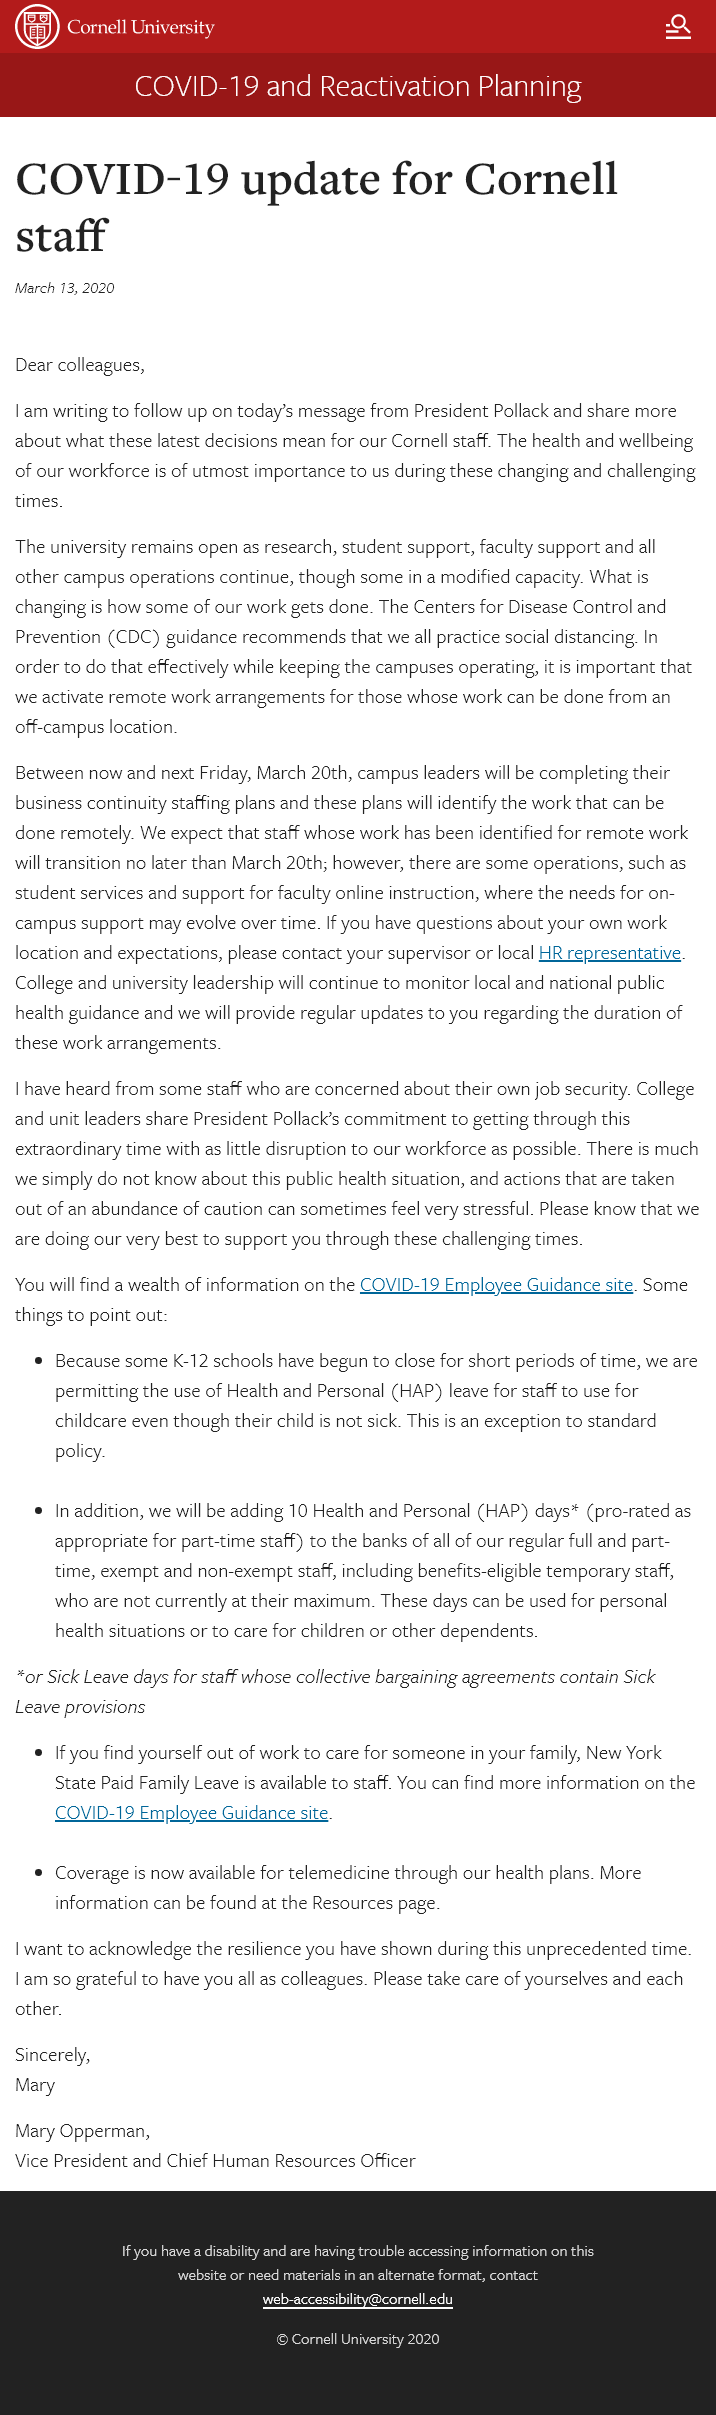 Cornell University
COVID-19 and Reactivation Planning
COVID-19 update for Cornell
staff
March 13, 2020
Dear colleagues,
I am writing to follow up on today’s message from President Pollack and share more
about what these latest decisions mean for our Cornell staff. The health and wellbeing
of our workforce is of utmost importance to us during these changing and challenging
times.
The university remains open as research, student support, faculty support and all
other campus operations continue, though some in a modified capacity. What is
changing is how some of our work gets done. The Centers for Disease Control and
Prevention (CDC) guidance recommends that we all practice social distancing. In
order to do that effectively while keeping the campuses operating, it is important that
we activate remote work arrangements for those whose work can be done from an
off-campus location.
Between now and next Friday, March 20th, campus leaders will be completing their
business continuity staffing plans and these plans will identify the work that can be
done remotely. We expect that staff whose work has been identified for remote work
will transition no later than March 20th; however, there are some operations, such as
student services and support for faculty online instruction, where the needs for on-
campus support may evolve over time. If you have questions about your own work
location and expectations, please contact your supervisor or local HR representative.
College and university leadership will continue to monitor local and national public
health guidance and we will provide regular updates to you regarding the duration of
these work arrangements.
I have heard from some staff who are concerned about their own job security. College
and unit leaders share President Pollack’s commitment to getting through this
extraordinary time with as little disruption to our workforce as possible. There is much
we simply do not know about this public health situation, and actions that are taken
out of an abundance of caution can sometimes feel very stressful. Please know that we
are doing our very best to support you through these challenging times.
You will find a wealth of information on the COVID-19 Employee Guidance site. Some
things to point out:
• Because some K-12 schools have begun to close for short periods of time, we are
permitting the use of Health and Personal (HAP) leave for staff to use for
childcare even though their child is not sick. This is an exception to standard
policy.
• In addition, we will be adding 10 Health and Personal (HAP) days* (pro-rated as
appropriate for part-time staff) to the banks of all of our regular full and part-
time, exempt and non-exempt staff, including benefits-eligible temporary staff,
who are not currently at their maximum. These days can be used for personal
health situations or to care for children or other dependents.
*or Sick Leave days for staff whose collective bargaining agreements contain Sick
Leave provisions
• If you find yourself out of work to care for someone in your family, New York
State Paid Family Leave is available to staff. You can find more information on the
COVID-19 Employee Guidance site.
• Coverage is now available for telemedicine through our health plans. More
information can be found at the Resources page.
I want to acknowledge the resilience you have shown during this unprecedented time.
I am so grateful to have you all as colleagues. Please take care of yourselves and each
other.
Sincerely,
Mary
Mary Opperman,
Vice President and Chief Human Resources Officer
If you have a disability and are having trouble accessing information on this
website or need materials in an alternate format, contact
web-accessibility@cornell.edu
© Cornell University 2020